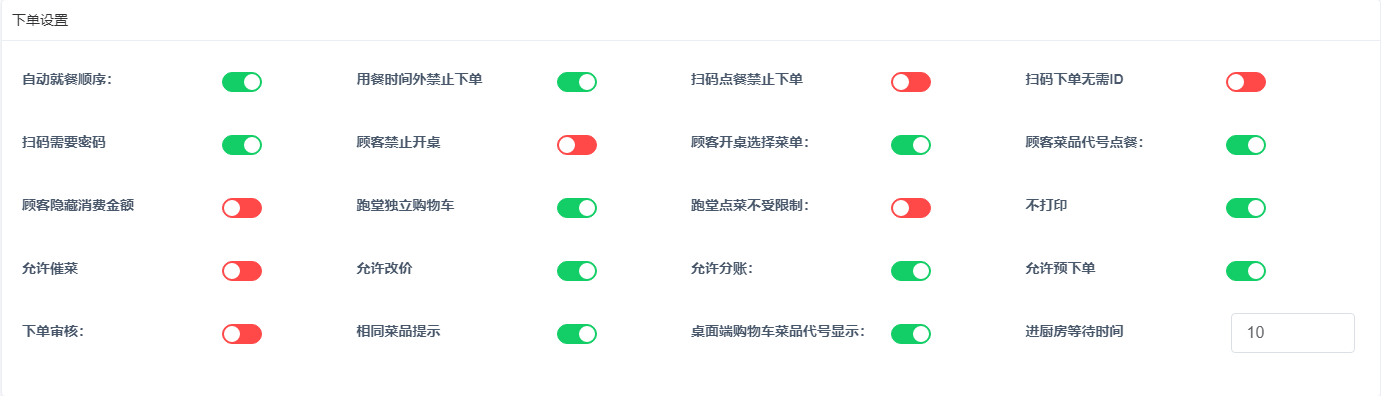 下单设置
自动就餐顺序：
用餐时间外禁止下单
扫码点餐禁止下单
扫码下单无需ID
扫码需要密码
顾客禁止开桌
顾客开桌选择菜单：
顾客菜品代号点餐：
顾客隐藏消费金额
跑堂独立购物车
跑堂点菜不受限制：
不打印
允许催菜
允许改价
允许分账：
允许预下单
下单审核：
相同菜品提示
桌面端购物车菜品代号显示：
进厨房等待时间
10